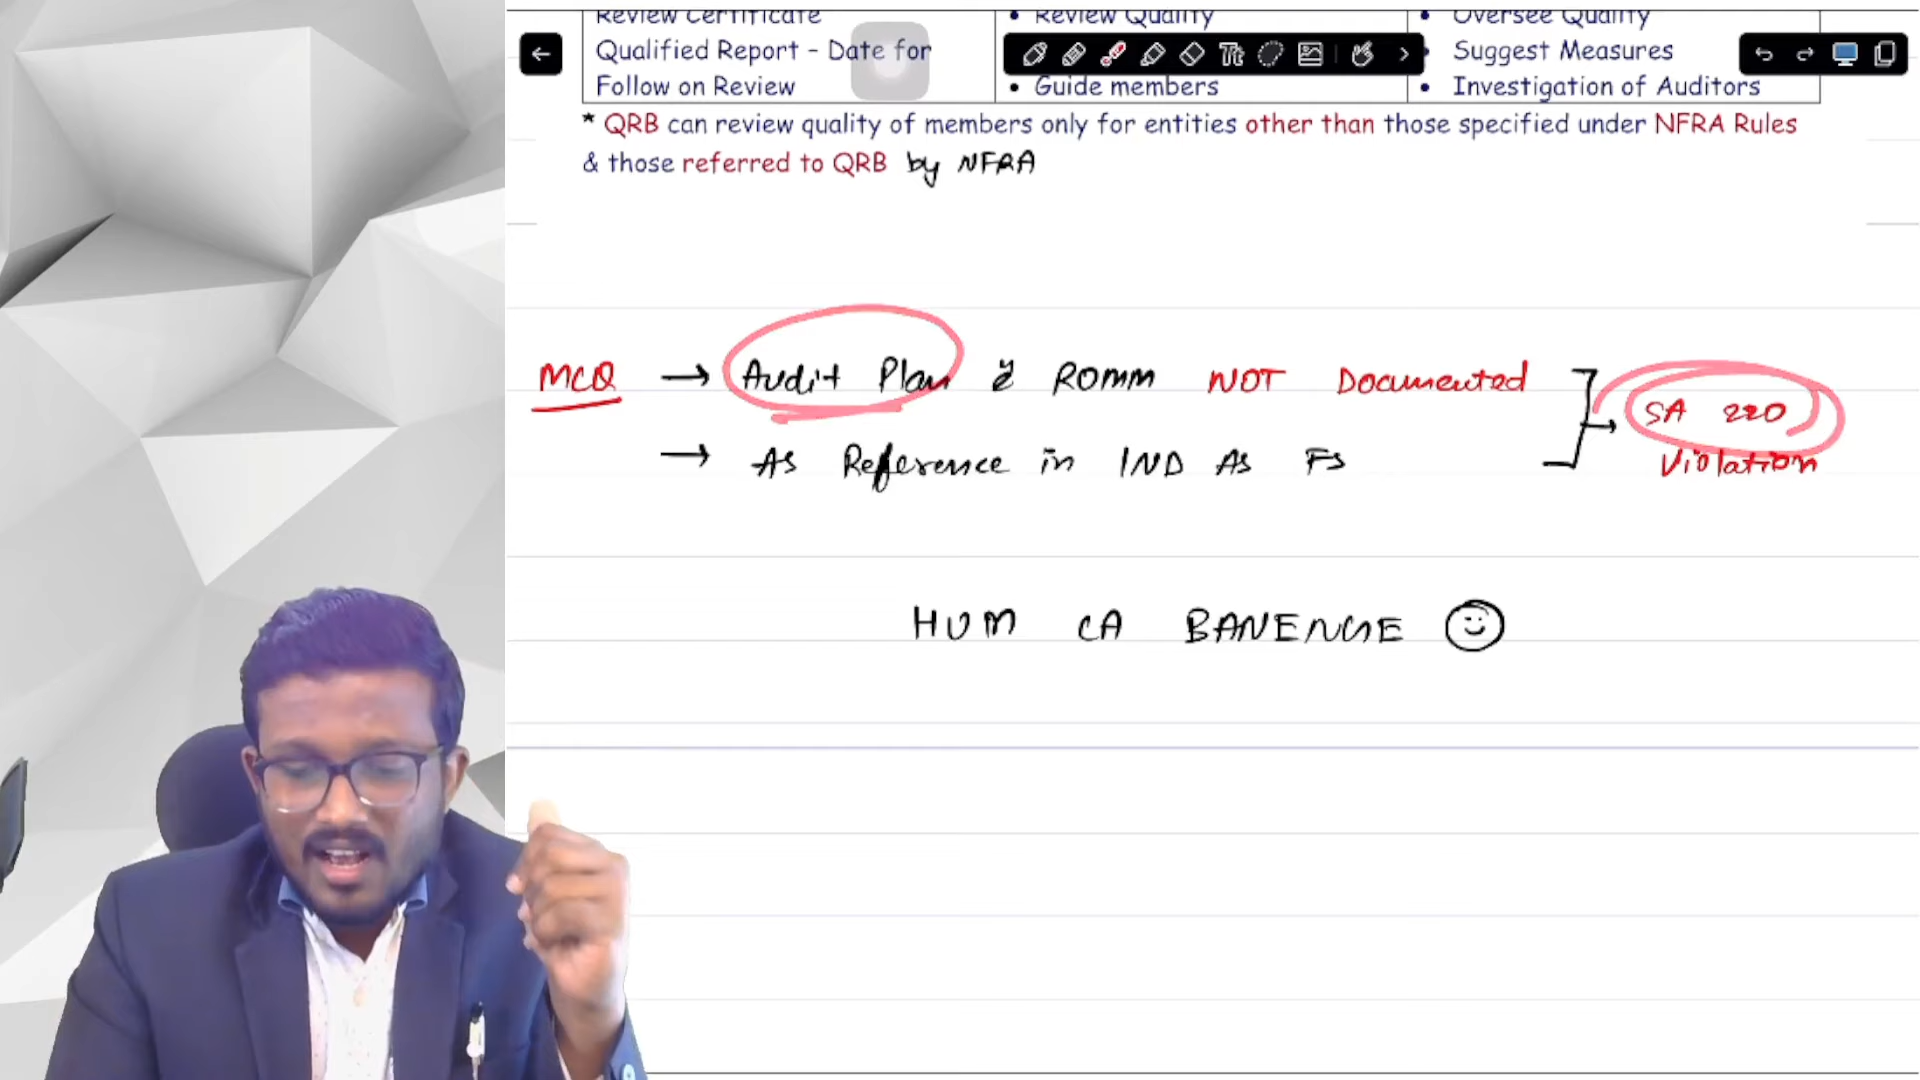 Review Certificate
Qualified Report – Date for
Follow on Review
• Review Quality
• Guide members
• Oversee Quality
• Suggest Measures
• Investigation of Auditors
* QRB can review quality of members only for entities other than those specified under NFRA Rules
& those referred to QRB by NFRA
MCQ → Audit Plan & ROMM NOT Documented
→ AS Reference in IND AS FS
→ SA 220
Violation
HUM CA BANENGE